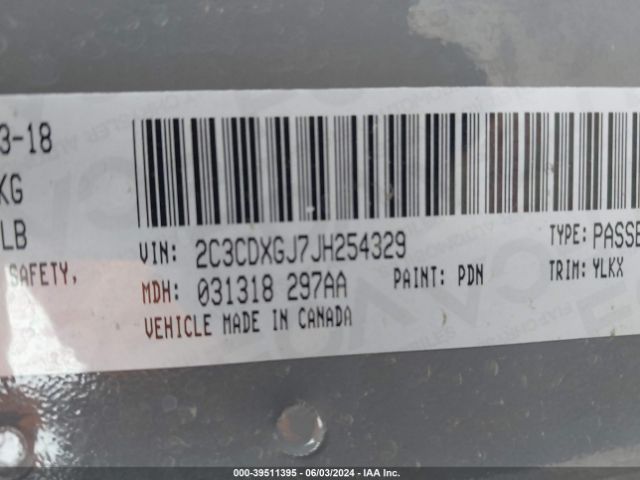 3-18
KG
LB
SAFETY,
VIN: 2C3CDXGJ7JH254329
TYPE: PASSE
MDH: 031318 297AA
PAINT: PDN
TRIM: YLKX
VEHICLE MADE IN CANADA
000-39511395 - 06/03/2024 - IAA Inc.